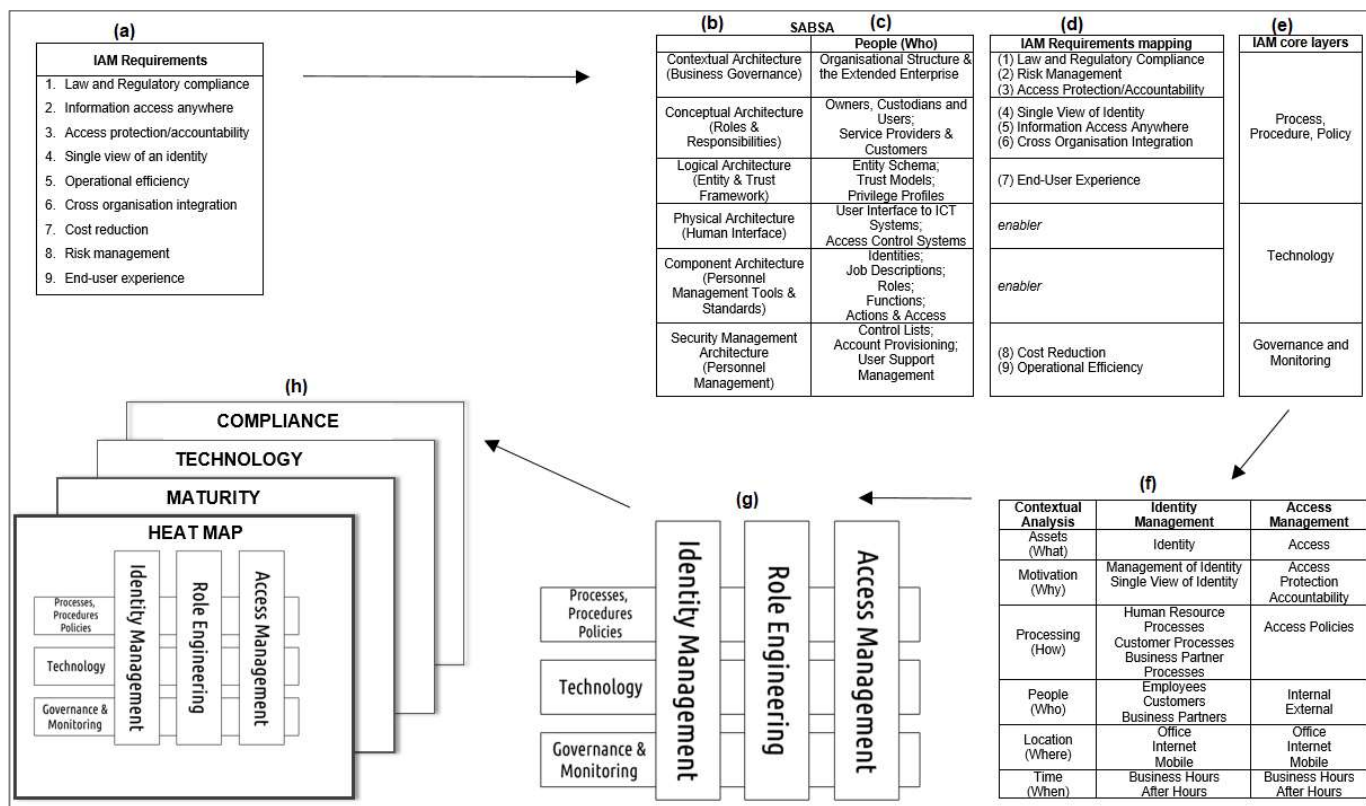 (a)
IAM Requirements
1. Law and Regulatory compliance
2. Information access anywhere
3. Access protection/accountability
4. Single view of an identity
5. Operational efficiency
6. Cross organisation integration
7. Cost reduction
8. Risk management
9. End-user experience
(b)
SABSA
(c)
People (Who)
Contextual Architecture
(Business Governance)
Organisational Structure &
the Extended Enterprise
Conceptual Architecture
(Roles &
Responsibilities)
Owners, Custodians and
Users;
Service Providers &
Customers
Logical Architecture
(Entity & Trust
Framework)
Entity Schema;
Trust Models;
Privilege Profiles
Physical Architecture
(Human Interface)
User Interface to ICT
Systems;
Access Control Systems
Component Architecture
(Personnel
Management Tools &
Standards)
Identities;
Job Descriptions;
Roles;
Functions;
Actions & Access
Security Management
Architecture
(Personnel
Management)
Control Lists;
Account Provisioning;
User Support
Management
(d)
IAM Requirements mapping
(1) Law and Regulatory Compliance
(2) Risk Management
(3) Access Protection/Accountability
(4) Single View of Identity
(5) Information Access Anywhere
(6) Cross Organisation Integration
(7) End-User Experience
enabler
enabler
(8) Cost Reduction
(9) Operational Efficiency
(e)
IAM core layers
Process,
Procedure, Policy
Technology
Governance and
Monitoring
(f)
Contextual
Analysis
Identity
Management
Access
Management
Assets
(What)
Identity
Access
Motivation
(Why)
Management of Identity
Single View of Identity
Access
Protection
Accountability
Processing
(How)
Human Resource
Processes
Customer Processes
Business Partner
Processes
Access Policies
People
(Who)
Employees
Customers
Business Partners
Internal
External
Location
(Where)
Office
Internet
Mobile
Office
Internet
Mobile
Time
(When)
Business Hours
After Hours
Business Hours
After Hours
(g)
Identity Management
Role Engineering
Access Management
Processes,
Procedures
Policies
Technology
Governance &
Monitoring
(h)
COMPLIANCE
TECHNOLOGY
MATURITY
HEAT MAP
Identity Management
Role Engineering
Access Management
Processes,
Procedures
Policies
Technology
Governance &
Monitoring